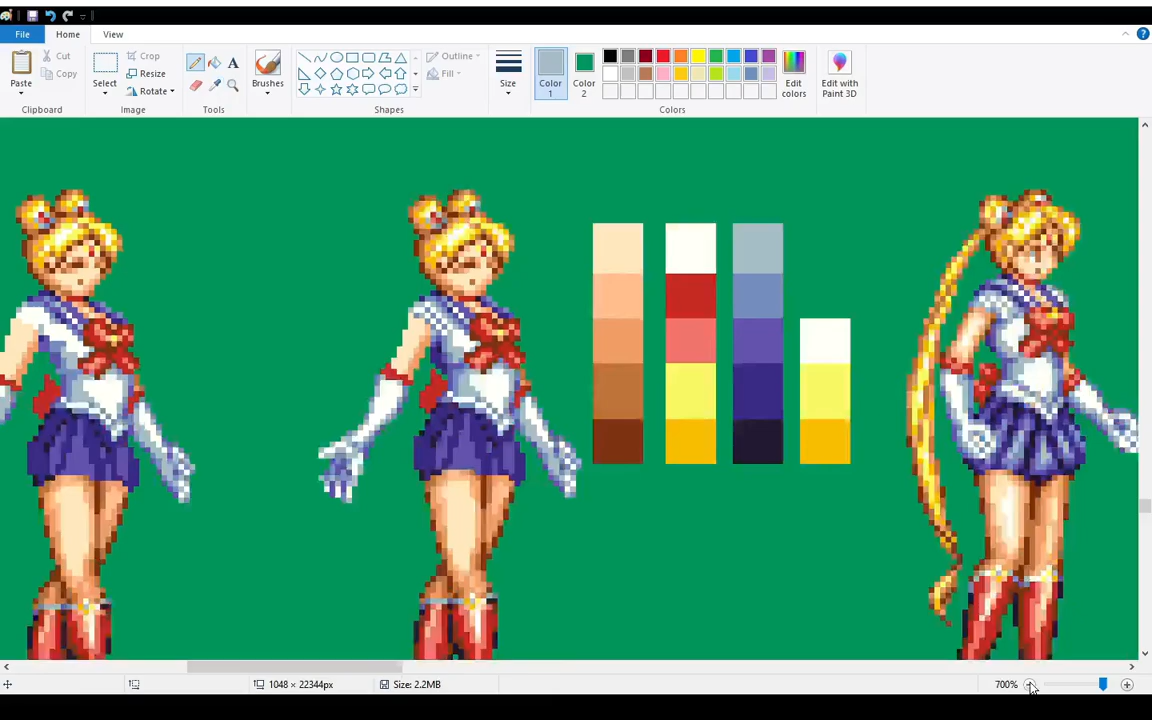 File Home View
Paste
Cut
Copy
Clipboard
Select
Crop
Resize
Rotate
Image
A
Tools
Brushes
Shapes
Outline
Fill
Size
Color
1
Color
2
Colors
Edit
colors
Edit with
Paint 3D
1048 × 22344px
Size: 2.2MB
700%